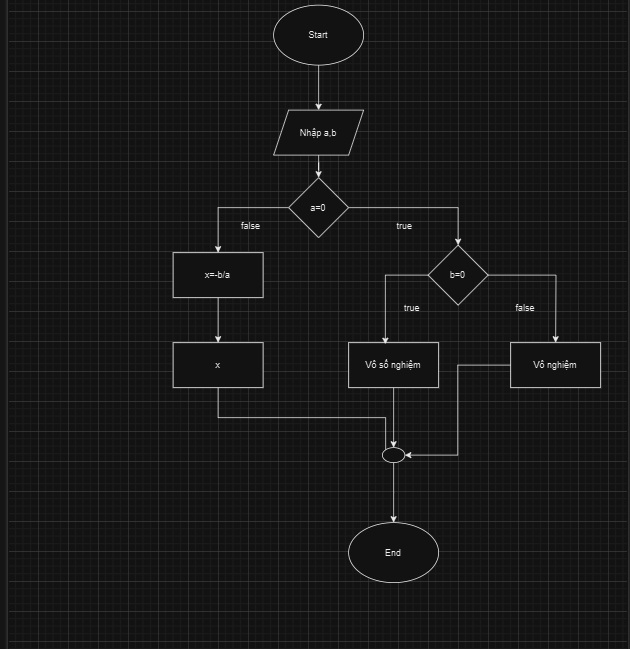 Start
Nhập a,b
a=0
false
true
x=-b/a
b=0
true
false
x
Vô số nghiệm
Vô nghiệm
End